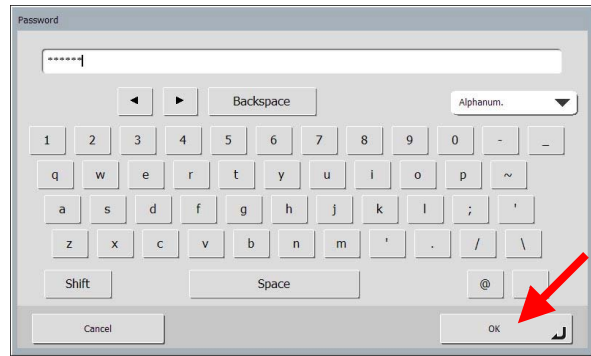 Password
******
◄ ► Backspace Alphanum. ▼
1 2 3 4 5 6 7 8 9 0 - _
q w e r t y u i o p ~
a s d f g h j k l ; '
z x c v b n m ' . / \
Shift Space @
Cancel OK